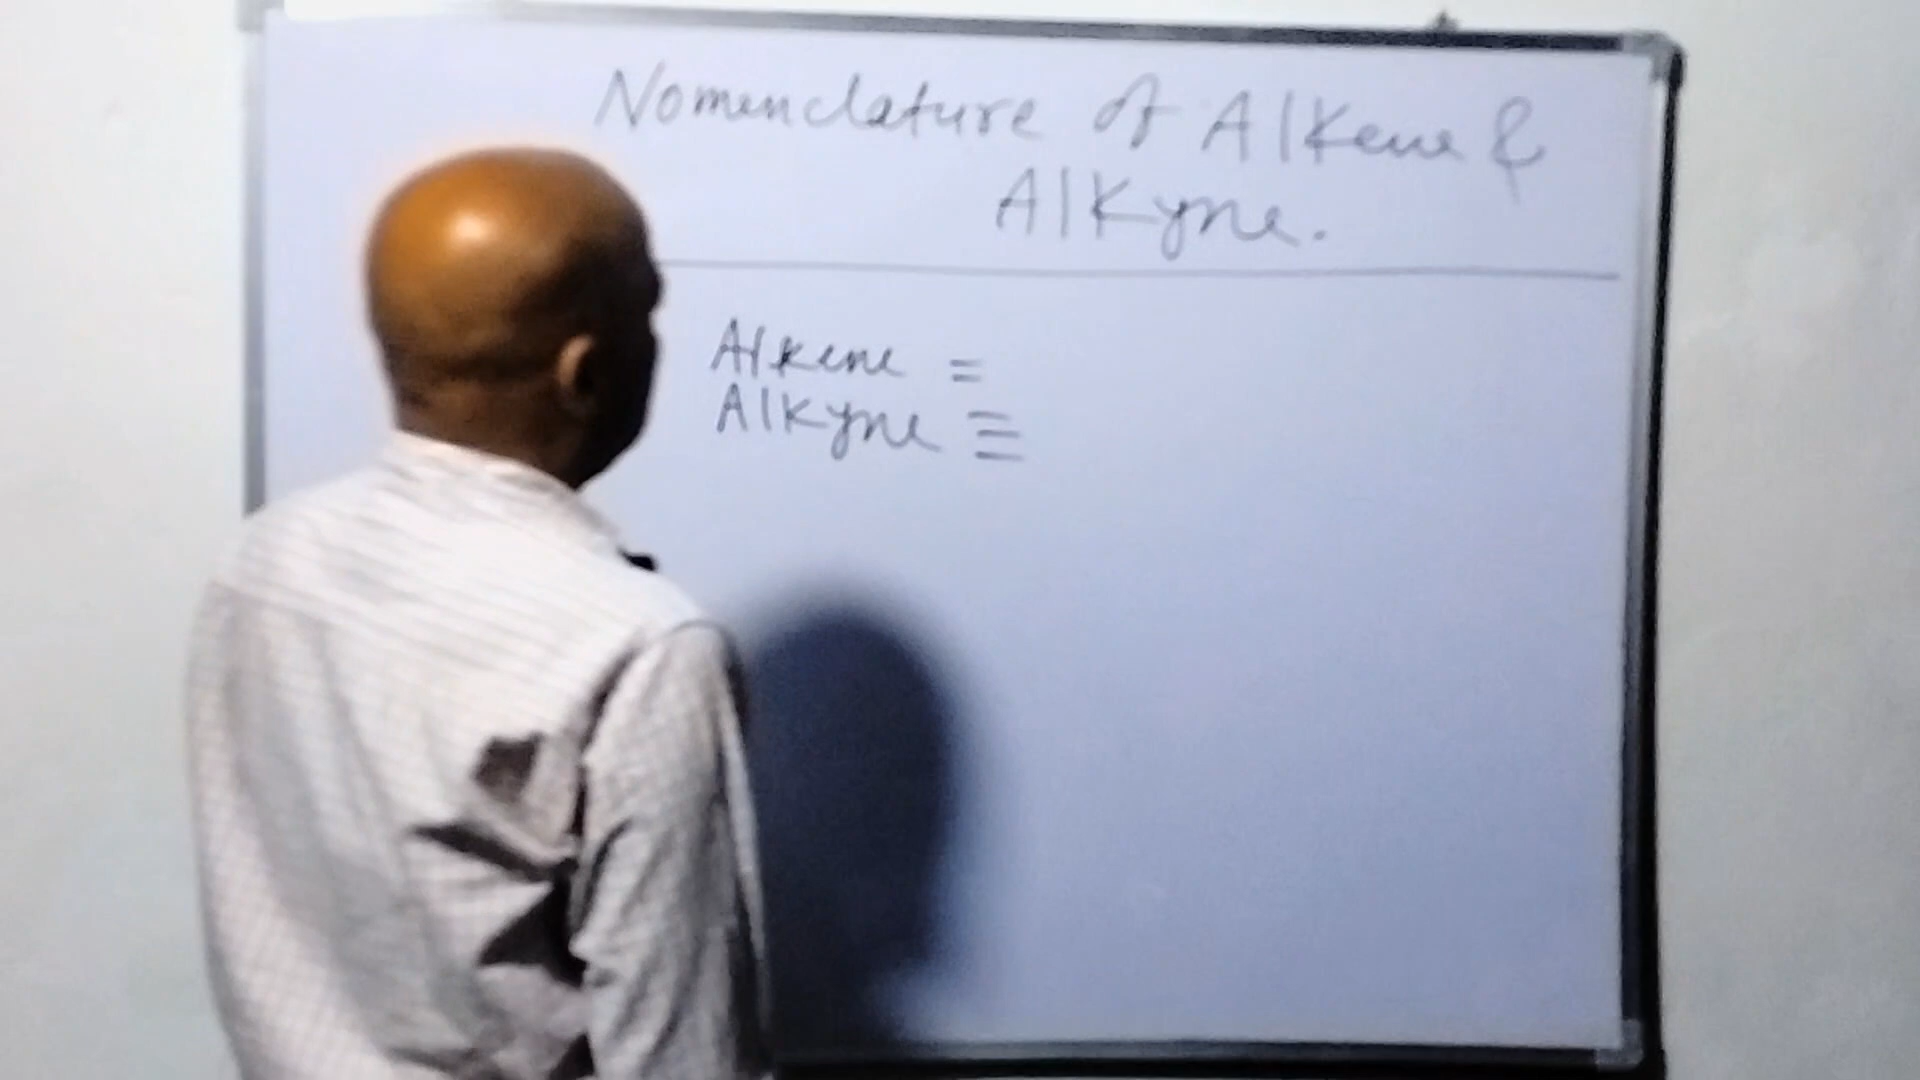 Nomenclature of Alkene &
Alkyne.
Alkene =
Alkyne ≡